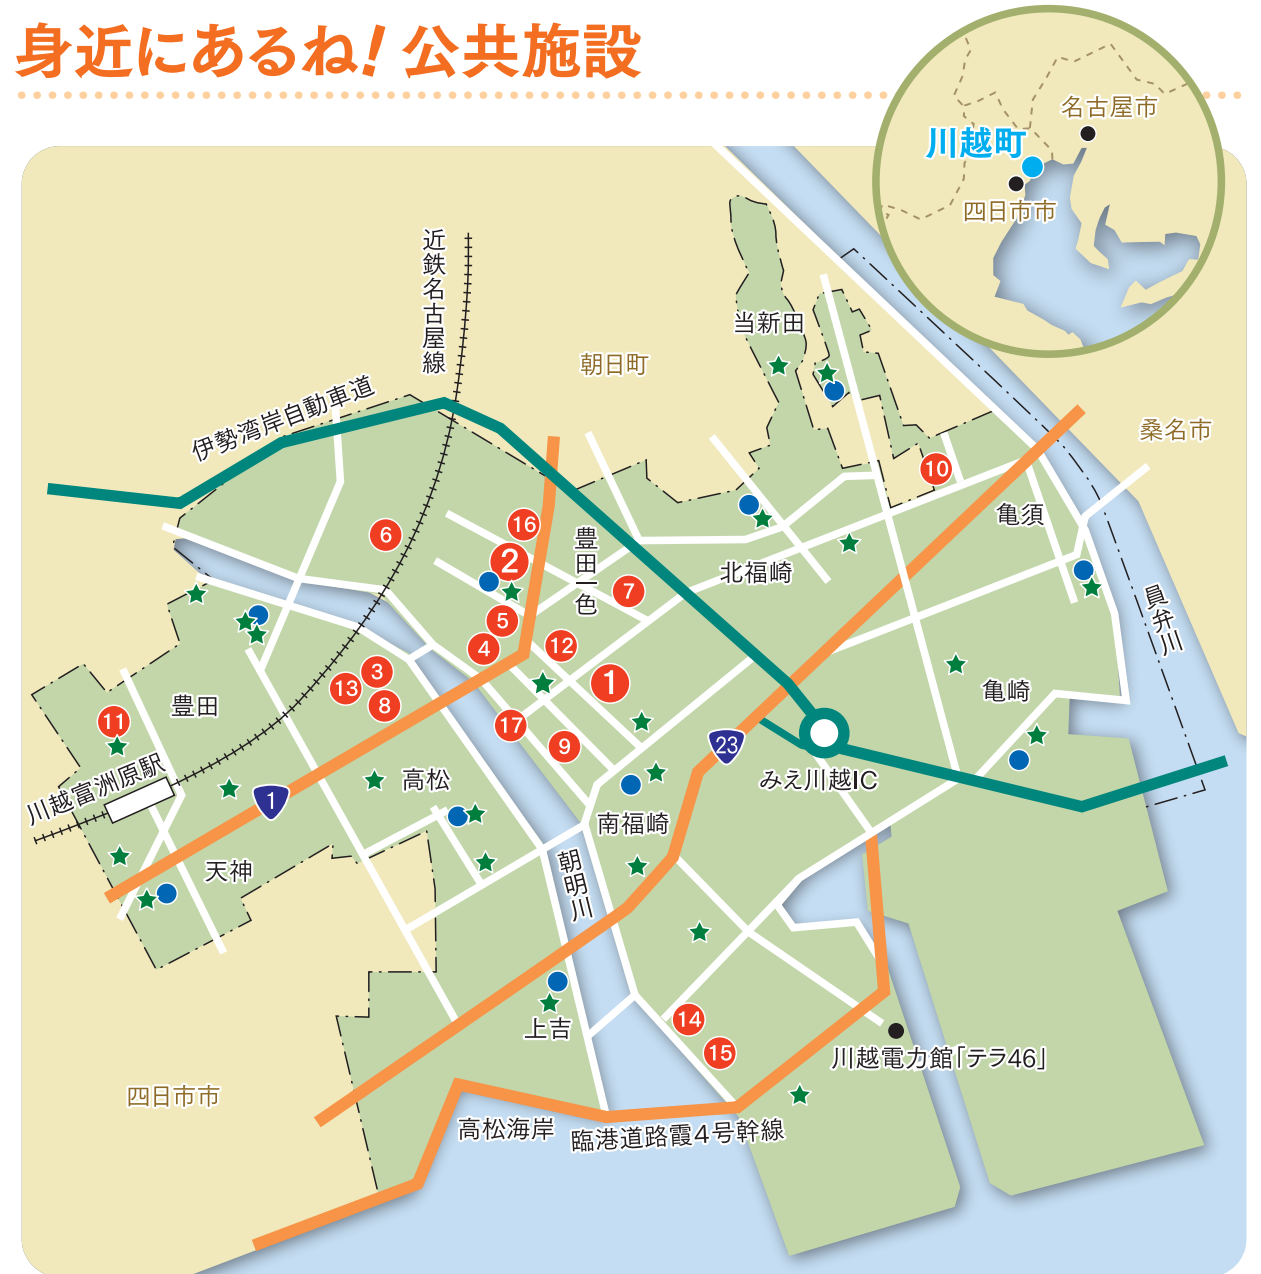 身近にあるね!公共施設
名古屋市
川越町
四日市市
近鉄名古屋線
当新田
朝日町
伊勢湾岸自動車道
桑名市
10
亀須
16
6
豊田一色
2
北福崎
7
員弁川
5
12
4
3
13
8
1
亀崎
豊田
11
17
9
23
川越富洲原駅
高松
みえ川越IC
1
南福崎
天神
朝明川
上吉
14
15
川越電力館「テラ46」
四日市市
高松海岸
臨港道路霞4号幹線